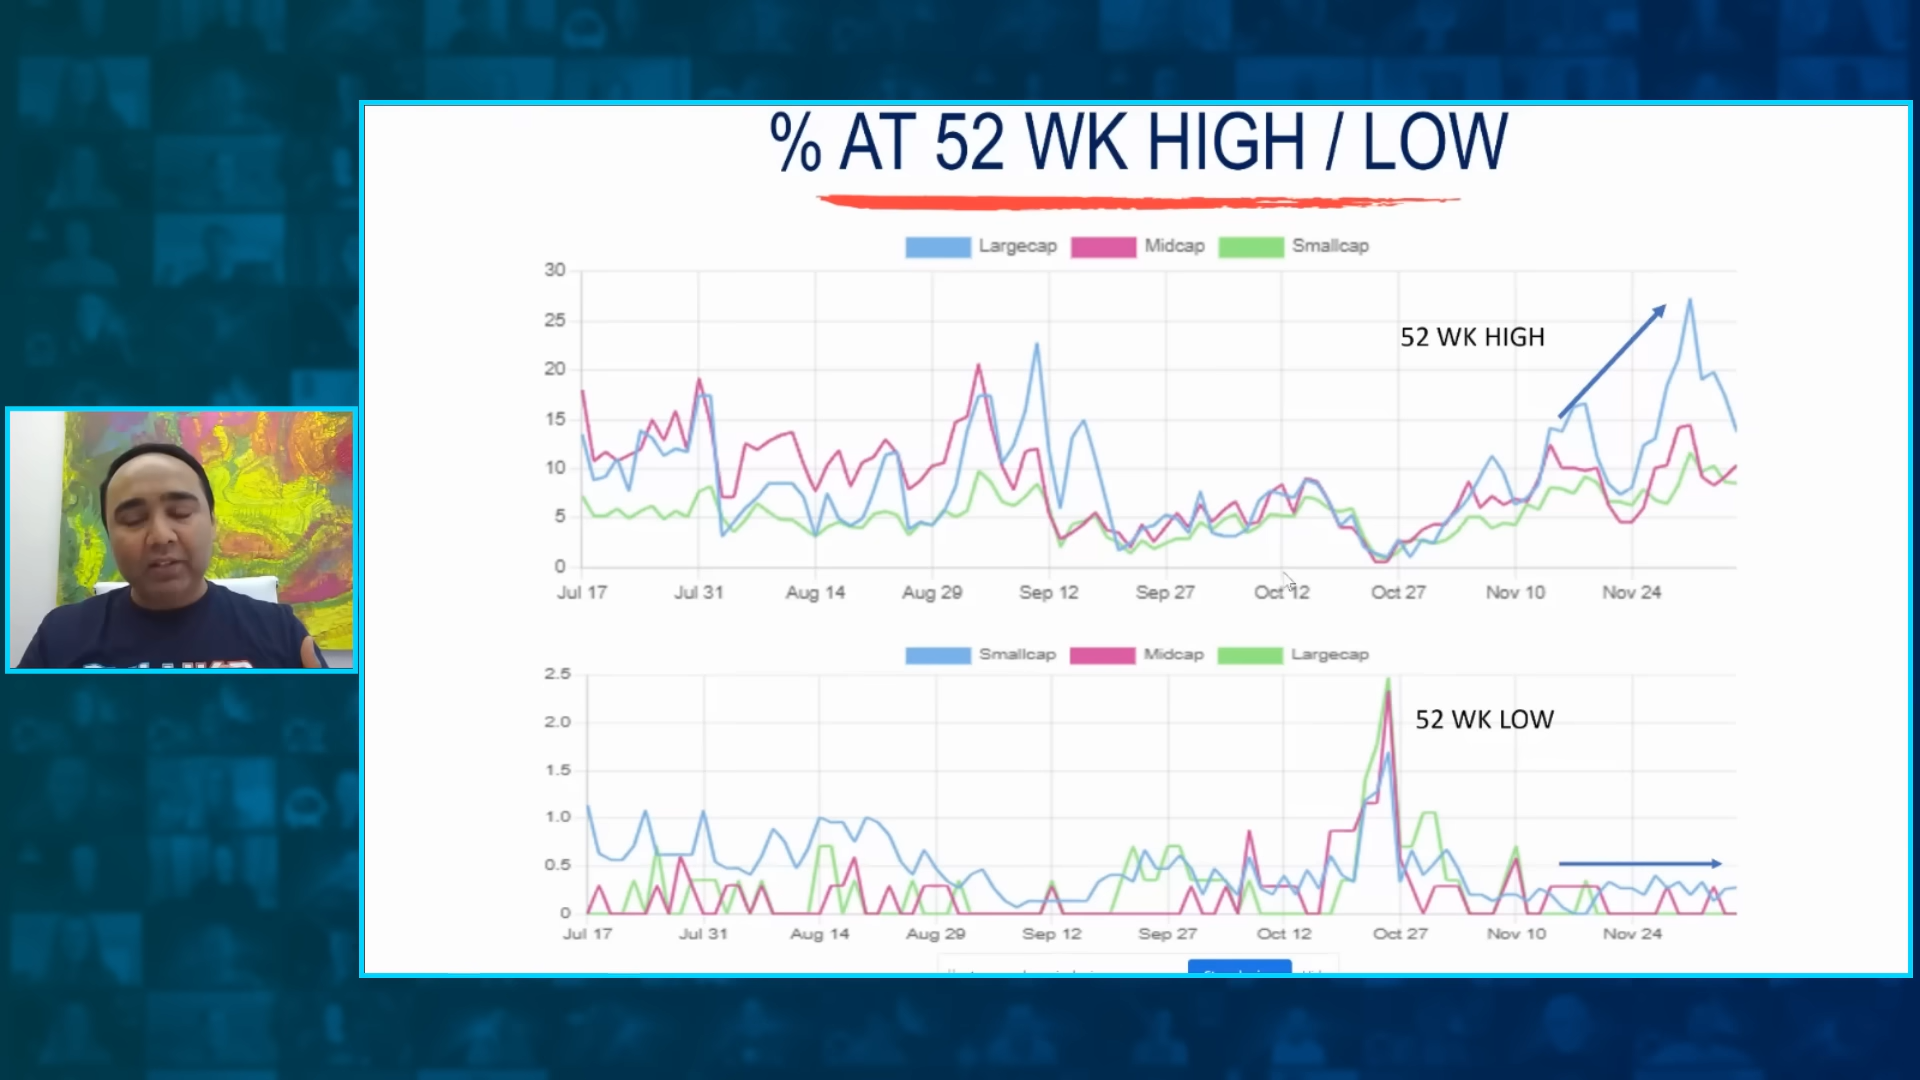 % AT 52 WK HIGH / LOW
Largecap Midcap Smallcap
30
25
20
15
10
5
0
52 WK HIGH
Jul 17 Jul 31 Aug 14 Aug 29 Sep 12 Sep 27 Oct 12 Oct 27 Nov 10 Nov 24
Smallcap Midcap Largecap
2.5
2.0
1.5
1.0
0.5
0
52 WK LOW
Jul 17 Jul 31 Aug 14 Aug 29 Sep 12 Sep 27 Oct 12 Oct 27 Nov 10 Nov 24